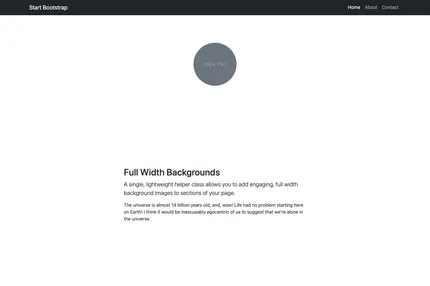 Start Bootstrap
Home About Contact
150 x 150
Full Width Backgrounds
A single, lightweight helper class allows you to add engaging, full width
background images to sections of your page.
The universe is almost 14 billion years old, and, wow! Life had no problem starting here
on Earth! I think it would be inexcusably egocentric of us to suggest that we're alone in
the universe.